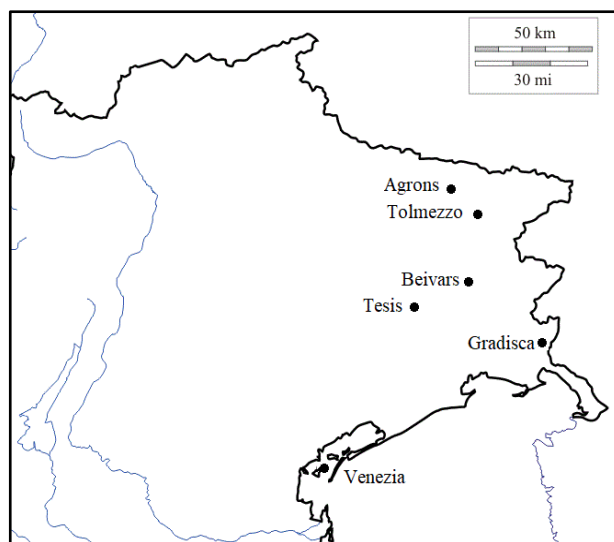 50 km
30 mi
Agrons
Tolmezzo
Beivars
Tesis
Gradisca
Venezia